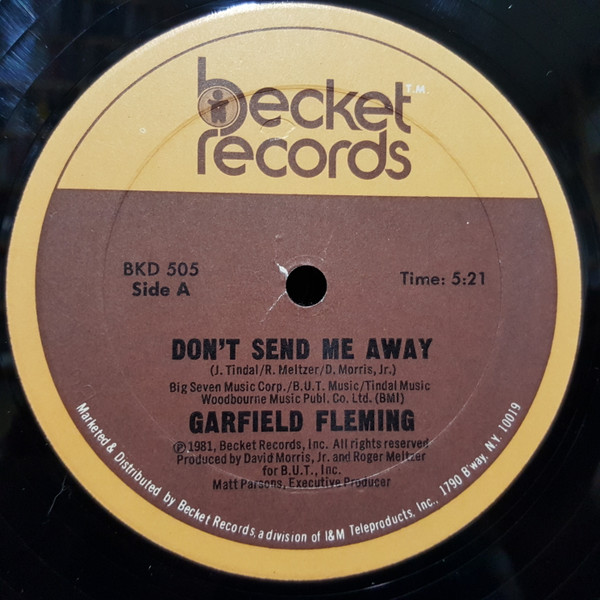 becket T.M.
records
BKD 505
Side A
Time: 5:21
DON'T SEND ME AWAY
(J. Tindal/R. Meltzer/D. Morris, Jr.)
Big Seven Music Corp./B.U.T. Music/Tindal Music
Woodbourne Music Publ. Co. Ltd. (BMI)
GARFIELD FLEMING
℗1981, Becket Records, Inc. All rights reserved
Produced by David Morris, Jr. and Roger Meltzer
for B.U.T., Inc.
Matt Parsons, Executive Producer
Marketed & Distributed by Becket Records, a division of I&M Teleproducts, Inc., 1790 B'way, N.Y. 10019